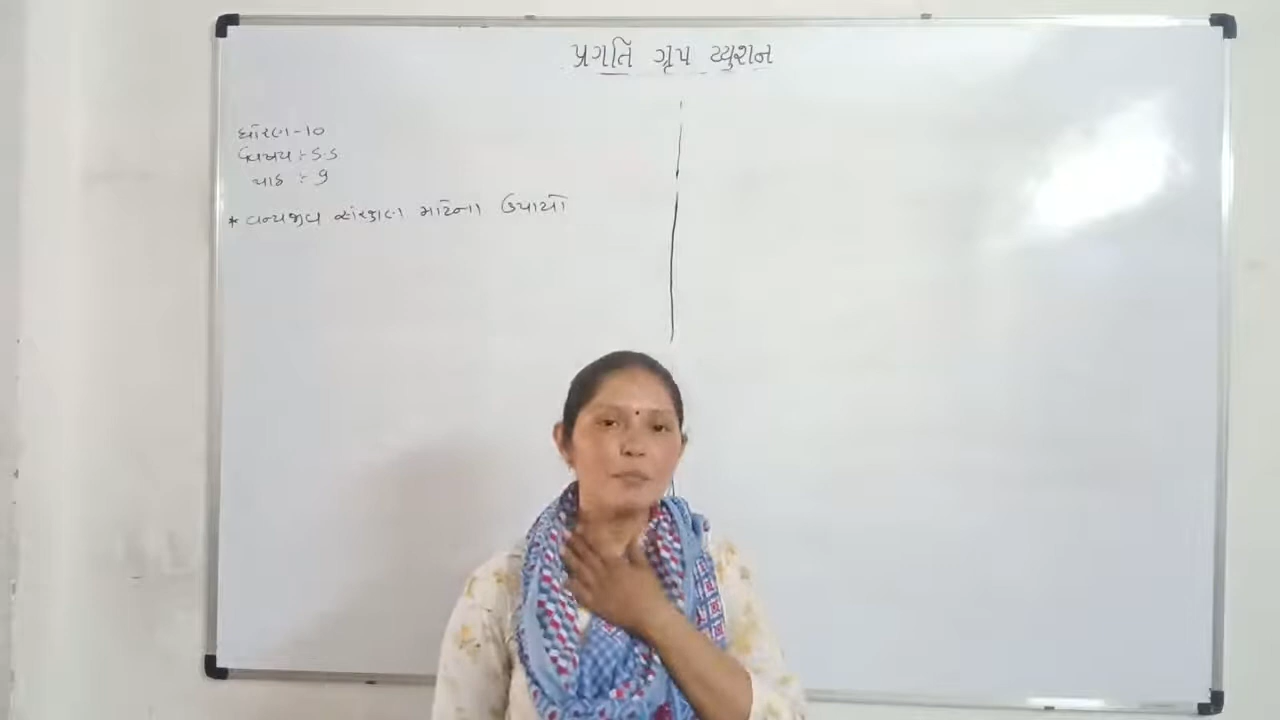 પ્રગતિ ગ્રૂપ ટ્યુશન
ધોરણ-10
વિષય :- S.S
પાઠ :- 9
* વન્યજીવ સંરક્ષણ માટેના ઉપાયો